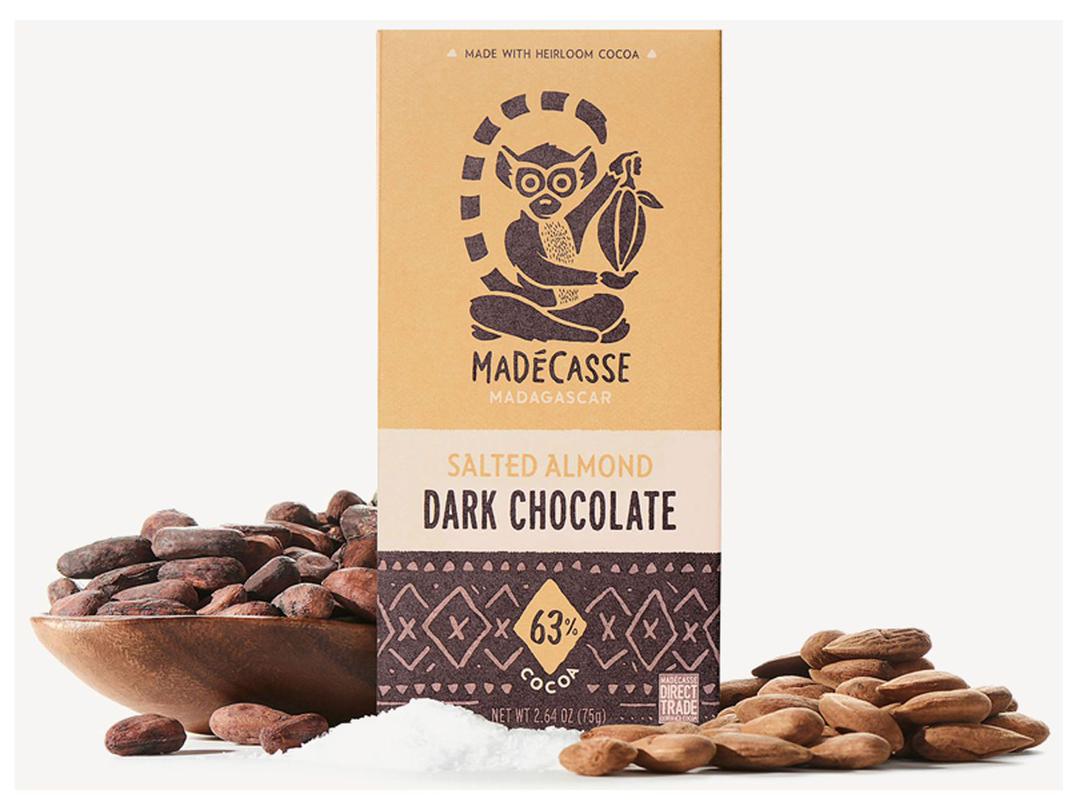 MADE WITH HEIRLOOM COCOA
MADÉCASSE
MADAGASCAR
SALTED ALMOND
DARK CHOCOLATE
63%
COCOA
MADÉCASSE
DIRECT
TRADE
NET WT 2.64 OZ (75g)